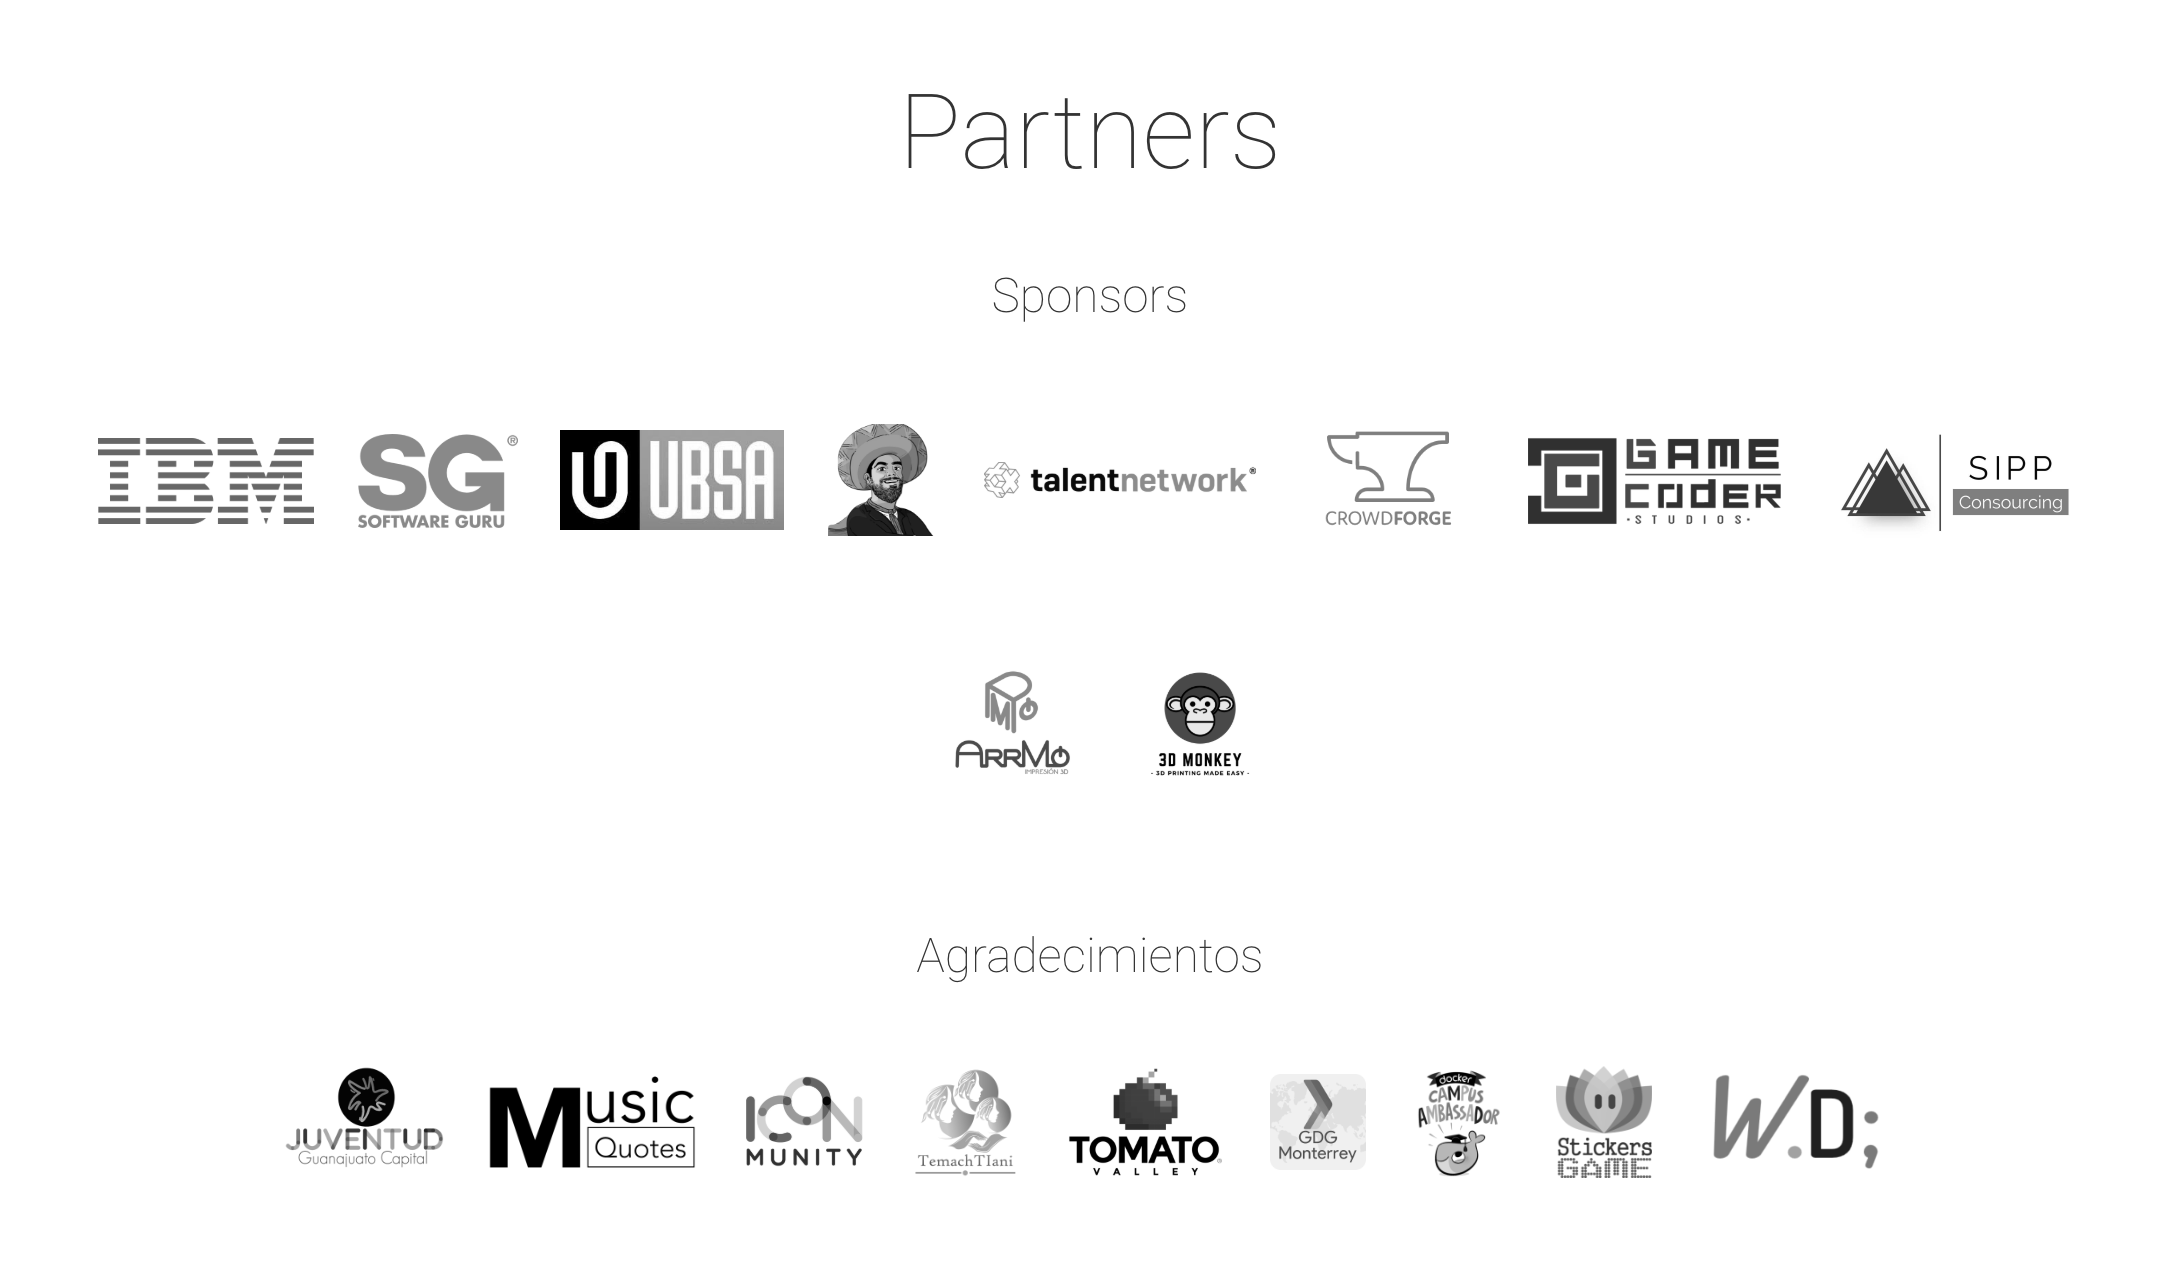 Partners
Sponsors
IBM
SG®
SOFTWARE GURU
U UBSA
talentnetwork®
CROWDFORGE
GAME
CODER
·STUDIOS·
SIPP
Consourcing
ARRMO
IMPRESIÓN 3D
3D MONKEY
- 3D PRINTING MADE EASY -
Agradecimientos
JUVENTUD
Guanajuato Capital
Music
Quotes
ICON
MUNITY
TemachTIani
TOMATO
VALLEY
GDG
Monterrey
docker
CAMPUS
AMBASSADOR
Stickers
GAME
W.D;